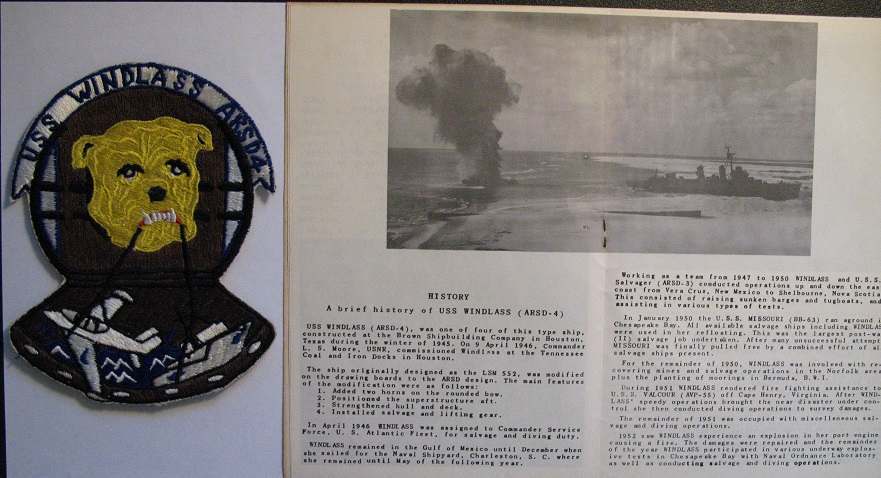 USS WINDLASS ARSD4
HISTORY
A brief history of USS WINDLASS (ARSD-4)
USS WINDLASS (ARSD-4), was one of four of this type ship,
constructed at the Brown Shipbuilding Company in Houston,
Texas during the winter of 1945. On 9 April 1946, Commander
L. S. Moore, USNR, commissioned Windlass at the Tennessee
Coal and Iron Docks in Houston.
The ship originally designed as the LSM 552, was modified
on the drawing boards to the ARSD design. The main features
of the modification were as follows:
1. Added two horns on the rounded bow.
2. Positioned the superstructure aft.
3. Strengthened hull and deck.
4. Installed salvage and lifting gear.
In April 1946 WINDLASS was assigned to Commander Service
Force, U. S. Atlantic Fleet, for salvage and diving duty.
WINDLASS remained in the Gulf of Mexico until December when
she sailed for the Naval Shipyard, Charleston, S. C. where
she remained until May of the following year.
Working as a team from 1947 to 1950 WINDLASS and U.S.S.
Salvager (ARSD-3) conducted operations up and down the east
coast from Vera Cruz, New Mexico to Shelbourne, Nova Scotia
This consisted of raising sunken barges and tugboats, and
assisting in various types of tests.
In January 1950 the U.S.S. MISSOURI (BB-63) ran aground i
Chesapeake Bay. All available salvage ships including WINDLAS
were used in her refloating. This was the largest post-wa
(II) salvage job undertaken. After many unsuccessful attempt
MISSOURI was finally pulled free by a combined effort of al
salvage ships present.
For the remainder of 1950, WINDLASS was involved with re-
covering mines and salvage operations in the Norfolk area
plus the planting of moorings in Bermuda, B.W.I.
During 1951 WINDLASS rendered fire fighting assistance to
U.S.S. VALCOUR (AVP-55) off Cape Henry, Virginia. After WIND-
LASS' speedy operations brought the near disaster under con-
trol she then conducted diving operations to survey damages.
The remainder of 1951 was occupied with miscellaneous sal-
vage and diving operations.
1952 saw WINDLASS experience an explosion in her port engine
causing a fire. The damages were repaired and the remainder
of the year WINDLASS participated in various underway explos-
ive tests in Chesapeake Bay with Naval Ordnance Laboratory
as well as conducting salvage and diving operations.